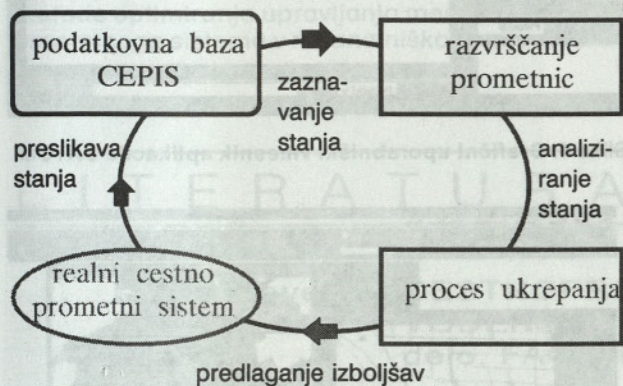 podatkovna baza
CEPIS
zazna-
vanje
stanja
razvrščanje
prometnic
preslikava
stanja
analizi-
ranje
stanja
realni cestno
prometni sistem
proces ukrepanja
predlaganje izboljšav
LITERATURA